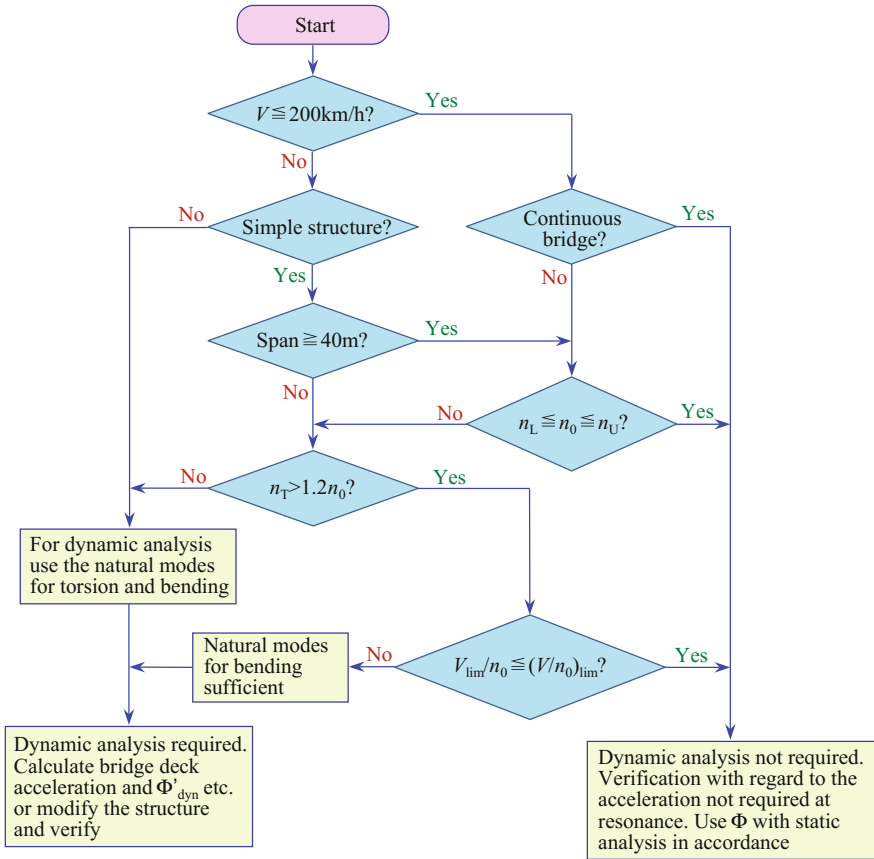 Start
V≦200km/h?
Yes
No
No
Simple structure?
Yes
Continuous
bridge?
Yes
No
Span≧40m?
Yes
No
n_L≦n_0≦n_U?
No
Yes
No
n_T>1.2n_0?
Yes
For dynamic analysis
use the natural modes
for torsion and bending
Natural modes
for bending
sufficient
No
V_lim/n_0≦(V/n_0)_lim?
Yes
Dynamic analysis required.
Calculate bridge deck
acceleration and Φ'_dyn etc.
or modify the structure
and verify
Dynamic analysis not required.
Verification with regard to the
acceleration not required at
resonance. Use Φ with static
analysis in accordance